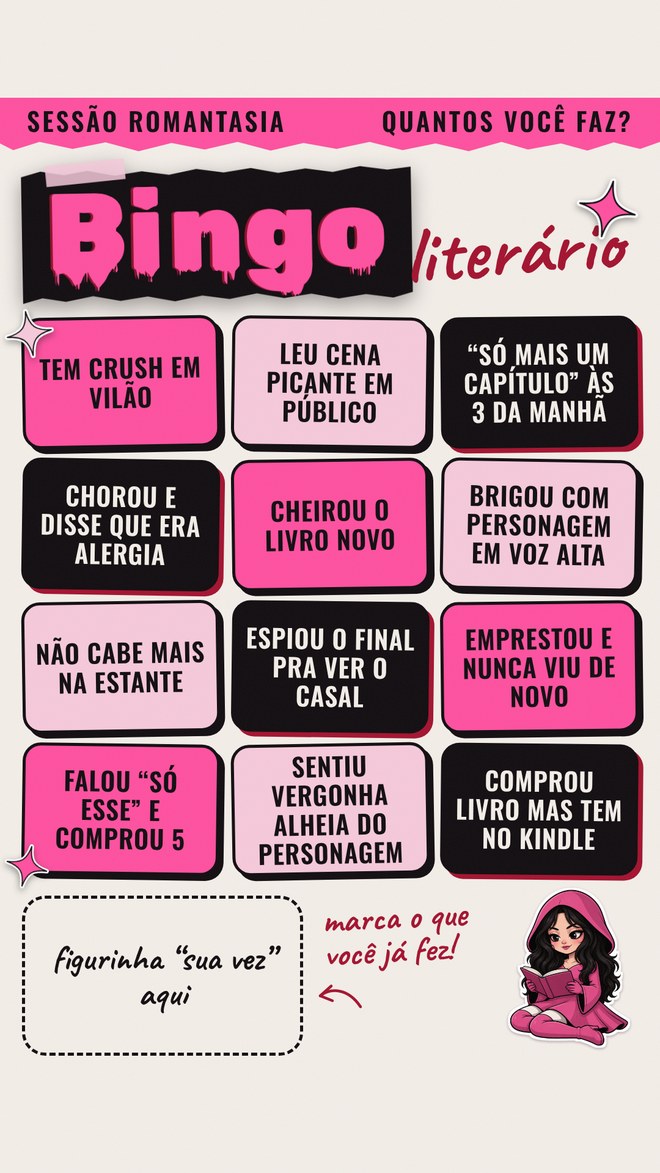 SESSÃO ROMANTASIA
QUANTOS VOCÊ FAZ?
Bingo
literário
TEM CRUSH EM
VILÃO
LEU CENA
PICANTE EM
PÚBLICO
“SÓ MAIS UM
CAPÍTULO” ÀS
3 DA MANHÃ
CHOROU E
DISSE QUE ERA
ALERGIA
CHEIROU O
LIVRO NOVO
BRIGOU COM
PERSONAGEM
EM VOZ ALTA
NÃO CABE MAIS
NA ESTANTE
ESPIOU O FINAL
PRA VER O
CASAL
EMPRESTOU E
NUNCA VIU DE
NOVO
FALOU “SÓ
ESSE” E
COMPROU 5
SENTIU
VERGONHA
ALHEIA DO
PERSONAGEM
COMPROU
LIVRO MAS TEM
NO KINDLE
figurinha “sua vez”
aqui
marca o que
você já fez!